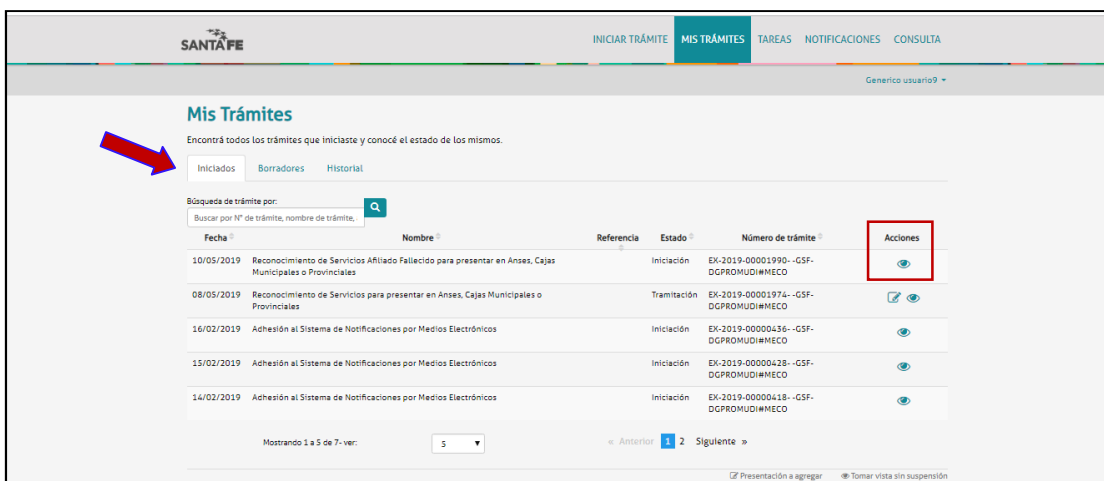 SANTA FE
INICIAR TRÁMITE MIS TRÁMITES TAREAS NOTIFICACIONES CONSULTA
Generico usuario9
Mis Trámites
Encontrá todos los trámites que iniciaste y conocé el estado de los mismos.
Iniciados Borradores Historial
Búsqueda de trámite por:
Buscar por N° de trámite, nombre de trámite,
Fecha Nombre Referencia Estado Número de trámite Acciones
10/05/2019 Reconocimiento de Servicios Afiliado Fallecido para presentar en Anses, Cajas Iniciación EX-2019-00001990- -GSF-
Municipales o Provinciales DGPROMUDI#MECO
08/05/2019 Reconocimiento de Servicios para presentar en Anses, Cajas Municipales o Tramitación EX-2019-00001974- -GSF-
Provinciales DGPROMUDI#MECO
16/02/2019 Adhesión al Sistema de Notificaciones por Medios Electrónicos Iniciación EX-2019-00000436- -GSF-
DGPROMUDI#MECO
15/02/2019 Adhesión al Sistema de Notificaciones por Medios Electrónicos Iniciación EX-2019-00000428- -GSF-
DGPROMUDI#MECO
14/02/2019 Adhesión al Sistema de Notificaciones por Medios Electrónicos Iniciación EX-2019-00000418- -GSF-
DGPROMUDI#MECO
Mostrando 1 a 5 de 7- ver: 5 « Anterior 1 2 Siguiente »
Presentación a agregar Tomar vista sin suspensión